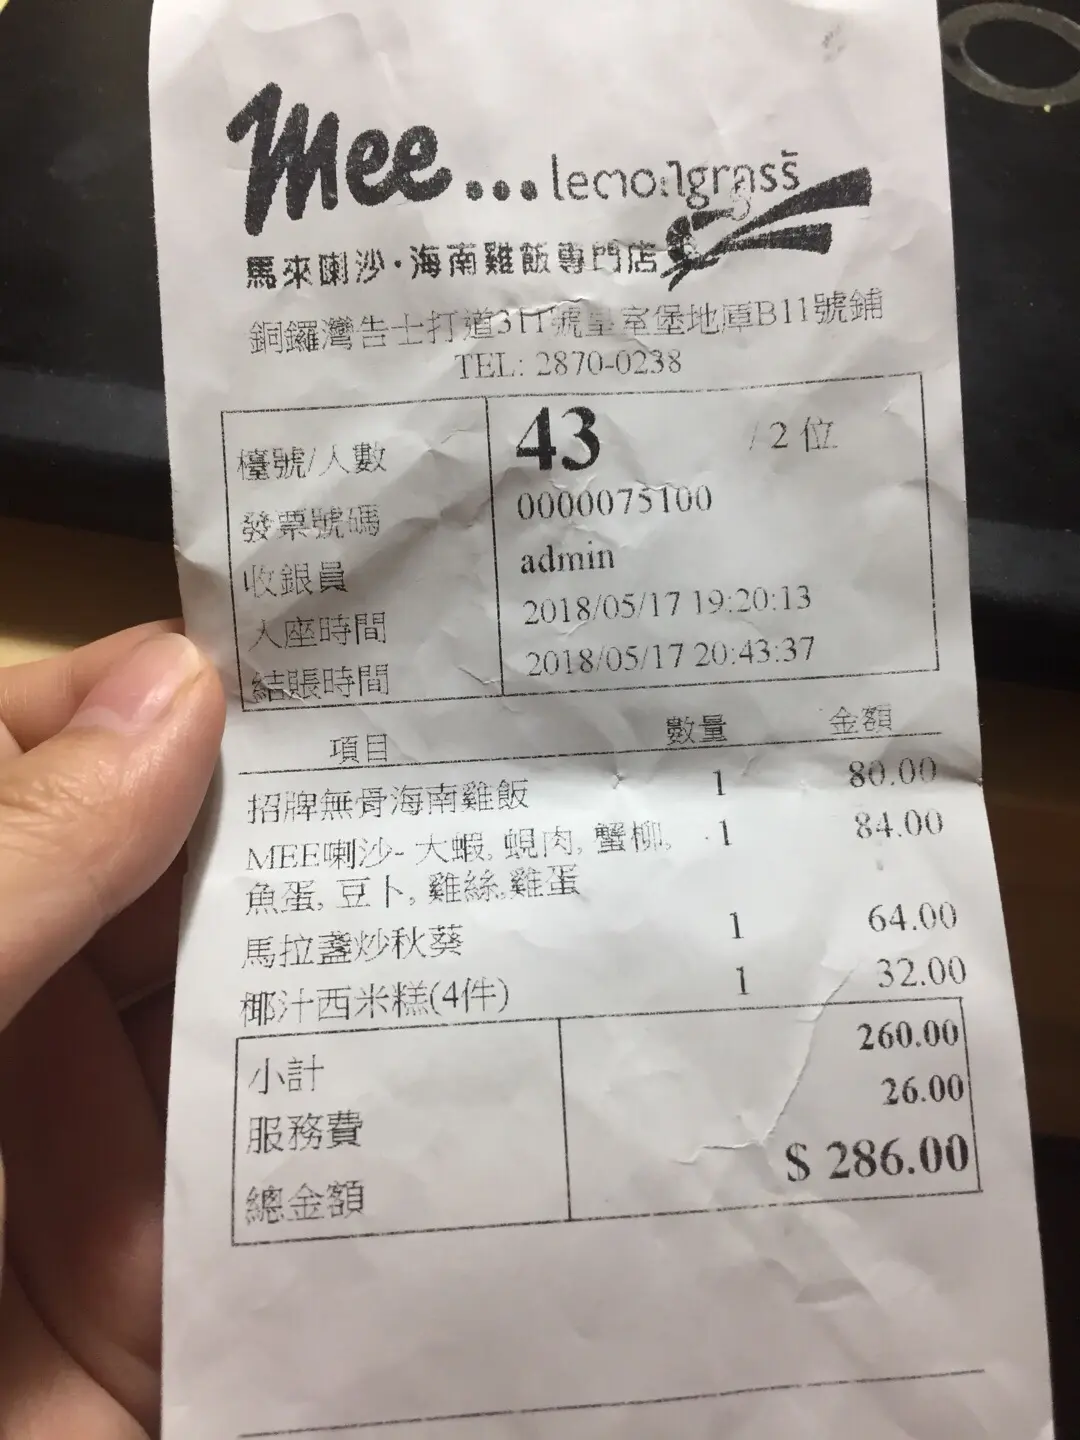 Mee...lemongrass
馬來喇沙·海南雞飯專門店
銅鑼灣告士打道311號皇室堡地庫B11號鋪
TEL: 2870-0238
檯號/人數 43 / 2 位
發票號碼 0000075100
收銀員 admin
入座時間 2018/05/17 19:20:13
結賬時間 2018/05/17 20:43:37
項目 數量 金額
招牌無骨海南雞飯 1 80.00
MEE喇沙- 大蝦, 蜆肉, 蟹柳, 1 84.00
魚蛋, 豆卜, 雞絲,雞蛋
馬拉盞炒秋葵 1 64.00
椰汁西米糕(4件) 1 32.00
小計 260.00
服務費 26.00
總金額 $ 286.00